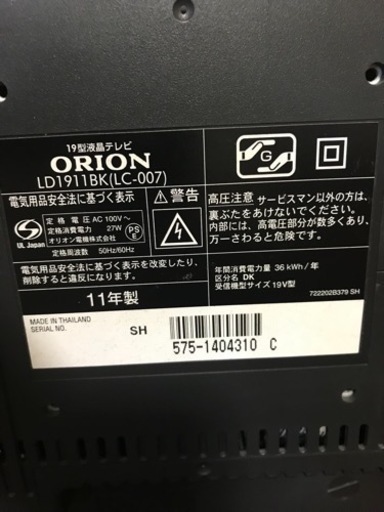 19型液晶テレビ
ORION
LD1911BK(LC-007)
電気用品安全法に基づく表示
定格電圧 AC 100V~
定格消費電力 27W
オリオン電機株式会社
定格周波数 50Hz/60Hz
UL Japan
PS
E
電気用品安全法に基づく表示を改変したり、
削除すると違反になります。
11年製
⚠警告
高圧注意 サービスマン以外の方は、
裏ぶたをあけないでください。
内部には、高電圧部分が数多くあり、
万一さわると危険です。
G
年間消費電力量 36 kWh/年
区分名 DK
受信機型サイズ 19V型
722202B379 SH
MADE IN THAILAND
SERIAL NO.
SH
575-1404310 C